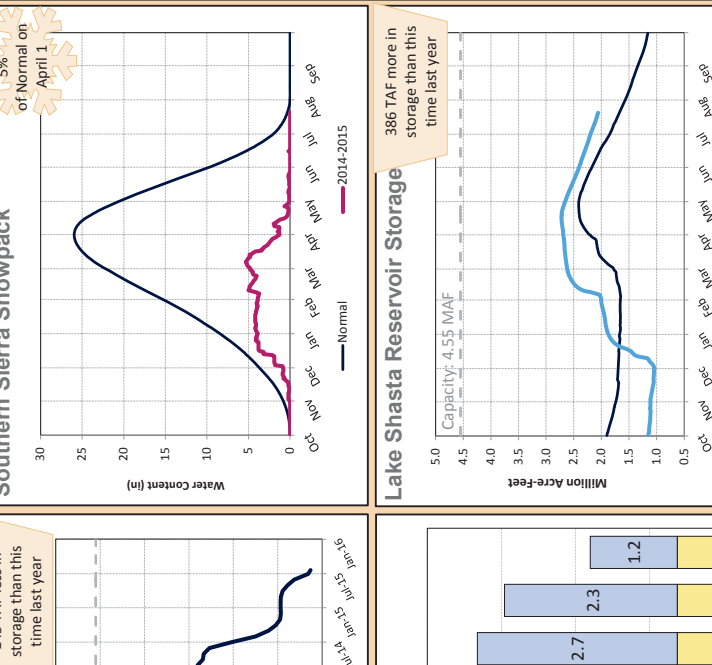 Southern Sierra Snowpack
5%
of Normal on
April 1
30
25
20
15
10
5
0
Water Content (in)
Oct
Nov
Dec
Jan
Feb
Mar
Apr
May
Jun
Jul
Aug
Sep
Normal
2014-2015
Lake Shasta Reservoir Storage
386 TAF more in
storage than this
time last year
Capacity: 4.55 MAF
5.0
4.5
4.0
3.5
3.0
2.5
2.0
1.5
1.0
0.5
Million Acre-Feet
Oct
Nov
Dec
Jan
Feb
Mar
Apr
May
Jun
Jul
Aug
Sep
storage than this
time last year
Jan-15
Jul-15
Jan-16
2.7
2.3
1.2